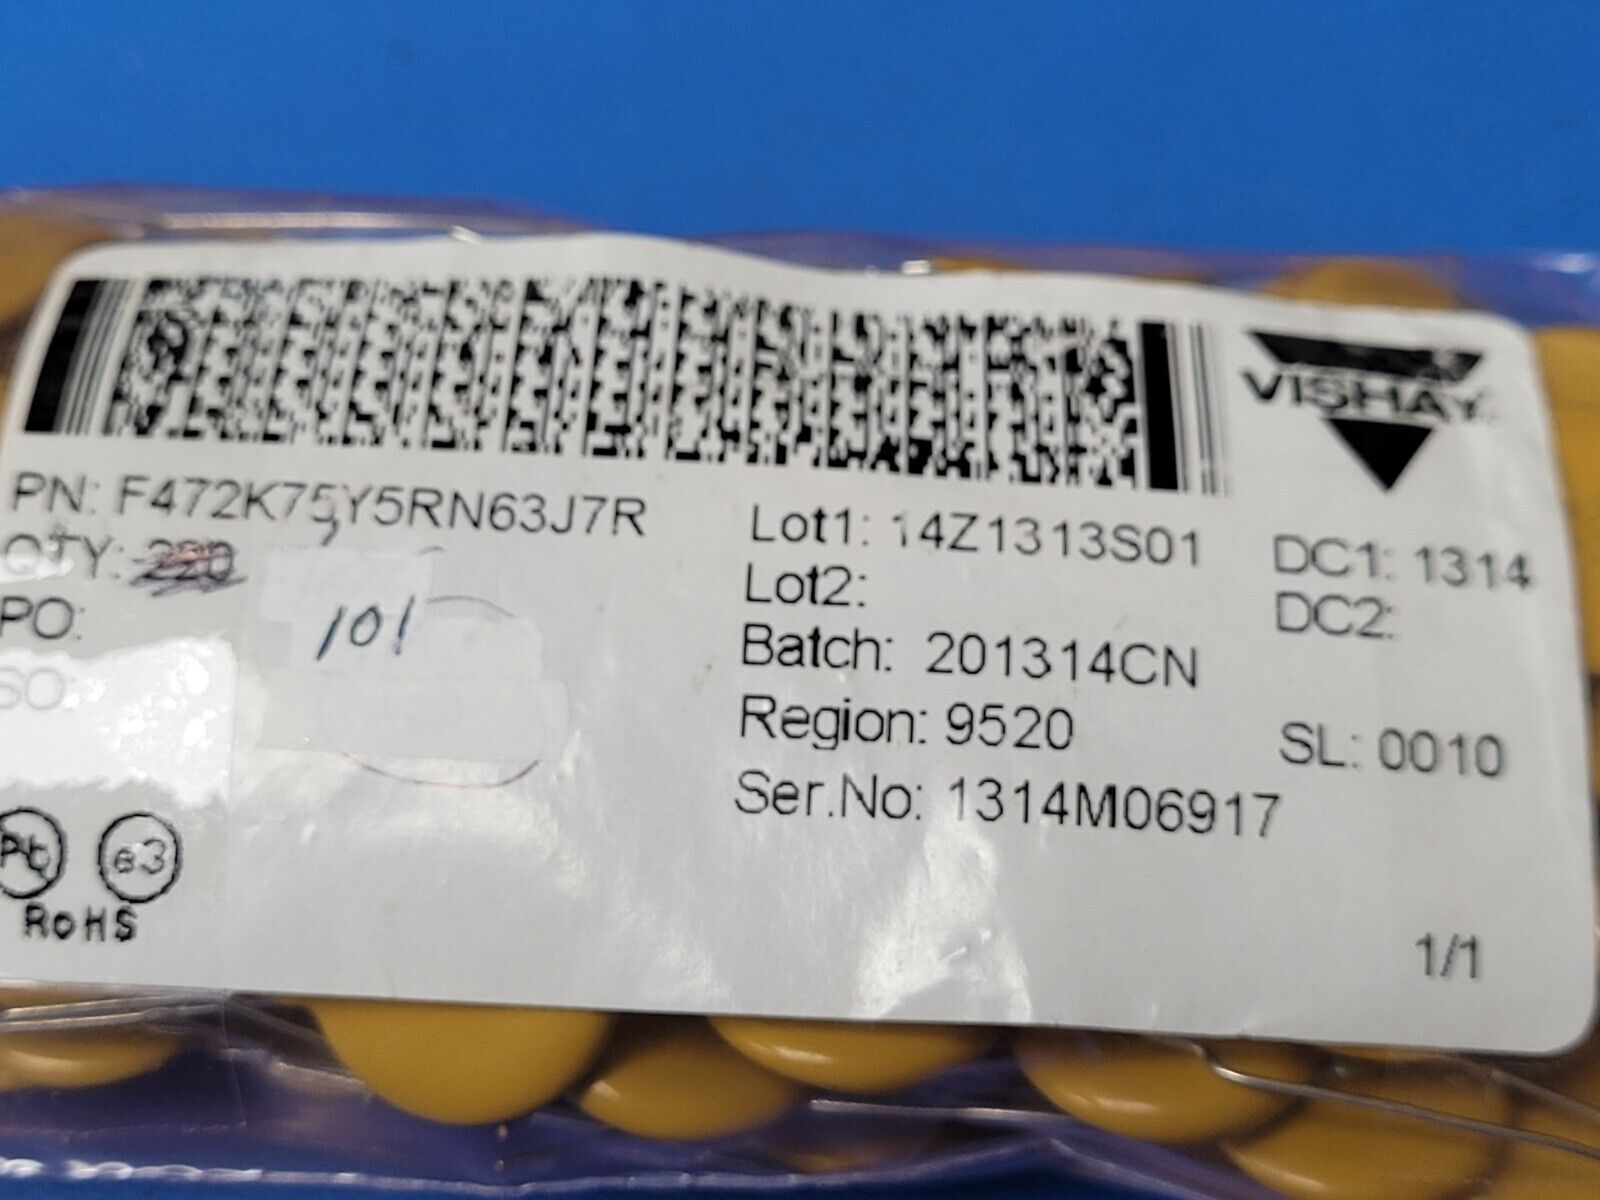 VISHAY
PN: F472K75Y5RN63J7R
QTY: 220
101
PO:
SO:
Lot1: 14Z1313S01
DC1: 1314
Lot2:
DC2:
Batch: 201314CN
Region: 9520
SL: 0010
Ser.No: 1314M06917
Pb
e3
RoHS
1/1